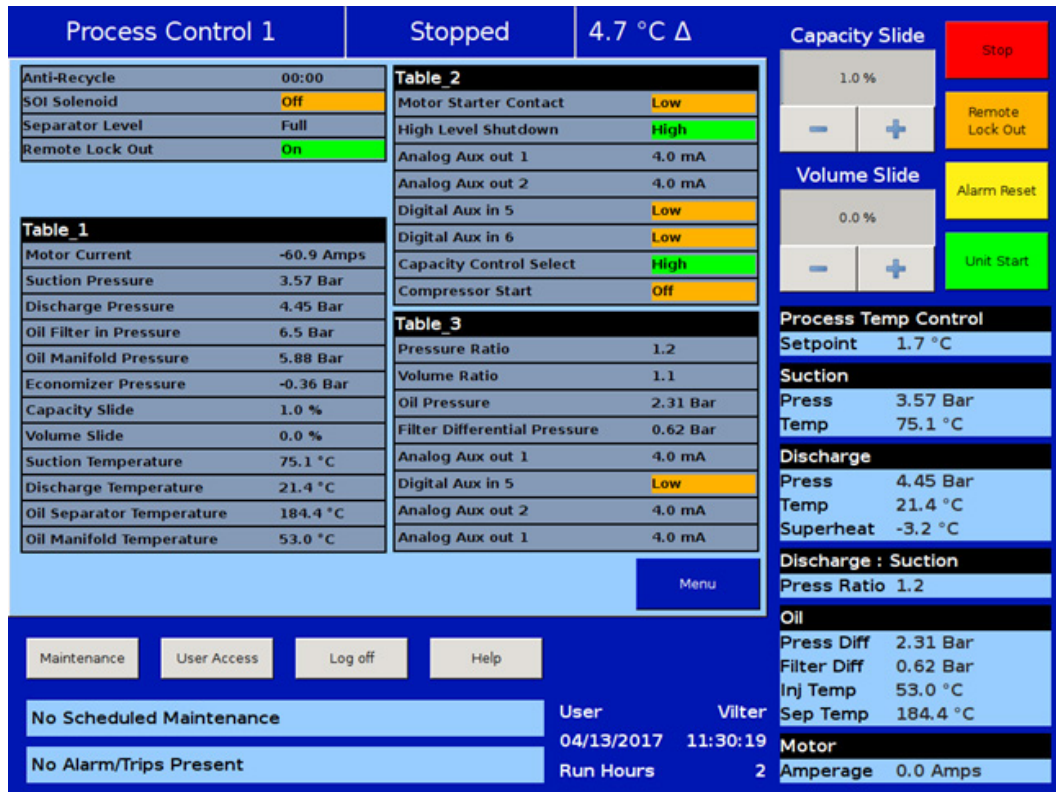 Process Control 1 Stopped 4.7 °C Δ
Anti-Recycle 00:00
SOI Solenoid Off
Separator Level Full
Remote Lock Out On
Table_1
Motor Current -60.9 Amps
Suction Pressure 3.57 Bar
Discharge Pressure 4.45 Bar
Oil Filter in Pressure 6.5 Bar
Oil Manifold Pressure 5.88 Bar
Economizer Pressure -0.36 Bar
Capacity Slide 1.0 %
Volume Slide 0.0 %
Suction Temperature 75.1 °C
Discharge Temperature 21.4 °C
Oil Separator Temperature 184.4 °C
Oil Manifold Temperature 53.0 °C
Table_2
Motor Starter Contact Low
High Level Shutdown High
Analog Aux out 1 4.0 mA
Analog Aux out 2 4.0 mA
Digital Aux in 5 Low
Digital Aux in 6 Low
Capacity Control Select High
Compressor Start Off
Table_3
Pressure Ratio 1.2
Volume Ratio 1.1
Oil Pressure 2.31 Bar
Filter Differential Pressure 0.62 Bar
Analog Aux out 1 4.0 mA
Digital Aux in 5 Low
Analog Aux out 2 4.0 mA
Analog Aux out 1 4.0 mA
Menu
Maintenance User Access Log off Help
No Scheduled Maintenance
No Alarm/Trips Present
User Vilter
04/13/2017 11:30:19
Run Hours 2
Capacity Slide
1.0 %
− +
Volume Slide
0.0 %
− +
Stop
Remote
Lock Out
Alarm Reset
Unit Start
Process Temp Control
Setpoint 1.7 °C
Suction
Press 3.57 Bar
Temp 75.1 °C
Discharge
Press 4.45 Bar
Temp 21.4 °C
Superheat -3.2 °C
Discharge : Suction
Press Ratio 1.2
Oil
Press Diff 2.31 Bar
Filter Diff 0.62 Bar
Inj Temp 53.0 °C
Sep Temp 184.4 °C
Motor
Amperage 0.0 Amps